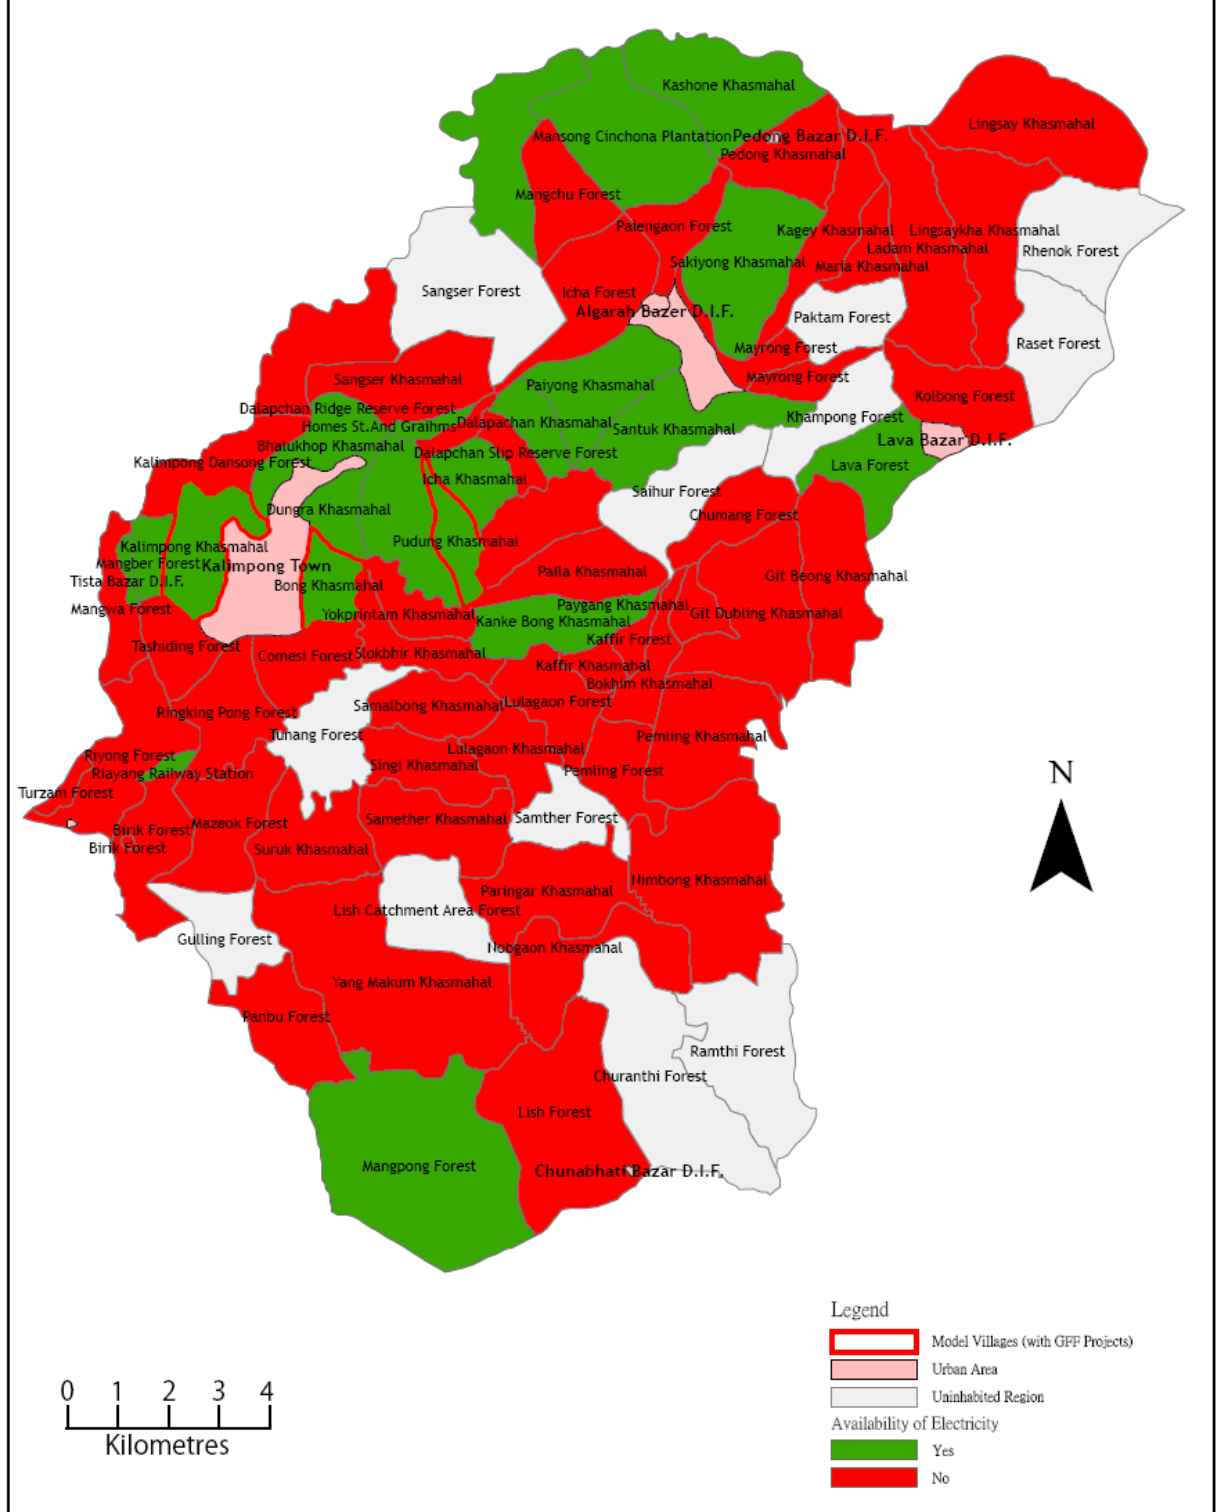 Kashone Khasmahal
Lingsay Khasmahal
Mansong Cinchona Plantation
Pedong Bazar D.I.F.
Pedong Khasmahal
Mangchu Forest
Paiengaon Forest
Kagey Khasmahal
Lingsaykha Khasmahal
Ladam Khasmahal
Rhenok Forest
Sakiyong Khasmahal
Maria Khasmahal
Sangser Forest
Icha Forest
Algarah Bazer D.I.F.
Paktam Forest
Raset Forest
Mayrong Forest
Sangser Khasmahal
Paiyong Khasmahal
Mayrong Forest
Kolbong Forest
Dalapchan Ridge Reserve Forest
Homes St.And Graihms
Dalapachan Khasmahal
Santuk Khasmahal
Khampong Forest
Bhalukhop Khasmahal
Dalapchan Slip Reserve Forest
Lava Bazar D.I.F.
Kalimpong Dansong Forest
Icha Khasmahal
Lava Forest
Saihur Forest
Dungra Khasmahal
Chumang Forest
Kalimpong Khasmahal
Pudung Khasmahal
Mangber Forest
Kalimpong Town
Palla Khasmahal
Git Beong Khasmahal
Tista Bazar D.I.F.
Bong Khasmahal
Mangwa Forest
Yokprintam Khasmahal
Paygang Khasmahal
Kanke Bong Khasmahal
Git Dubling Khasmahal
Tashiding Forest
Kaffir Forest
Comesi Forest
Slokbhir Khasmahal
Kaffir Khasmahal
Bokhim Khasmahal
Ringking Pong Forest
Samalbong Khasmahal
Lulagaon Forest
Tunang Forest
Pemling Khasmahal
Riyong Forest
Lulagaon Khasmahal
Riayang Railway Station
Singi Khasmahal
Pemling Forest
Turzam Forest
Birik Forest
Mazeok Forest
Samether Khasmahal
Samther Forest
Birik Forest
Suruk Khasmahal
Nimbong Khasmahal
Paringar Khasmahal
Lish Catchment Area Forest
Gulling Forest
Nobgaon Khasmahal
Yang Makum Khasmahal
Panbu Forest
Ramthi Forest
Churanthi Forest
Lish Forest
Mangpong Forest
Chunabhati Bazar D.I.F.
N
Legend
Model Villages (with GFF Projects)
Urban Area
Uninhabited Region
Availability of Electricity
Yes
No
0 1 2 3 4
Kilometres